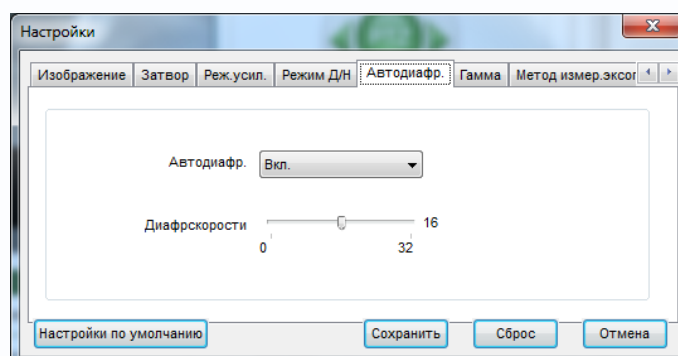 Настройки
Изображение Затвор Реж.усил. Режим Д/Н Автодиафр. Гамма Метод измер.экспо
Автодиафр. Вкл.
Диафрскорости 16
0 32
Настройки по умолчанию Сохранить Сброс Отмена